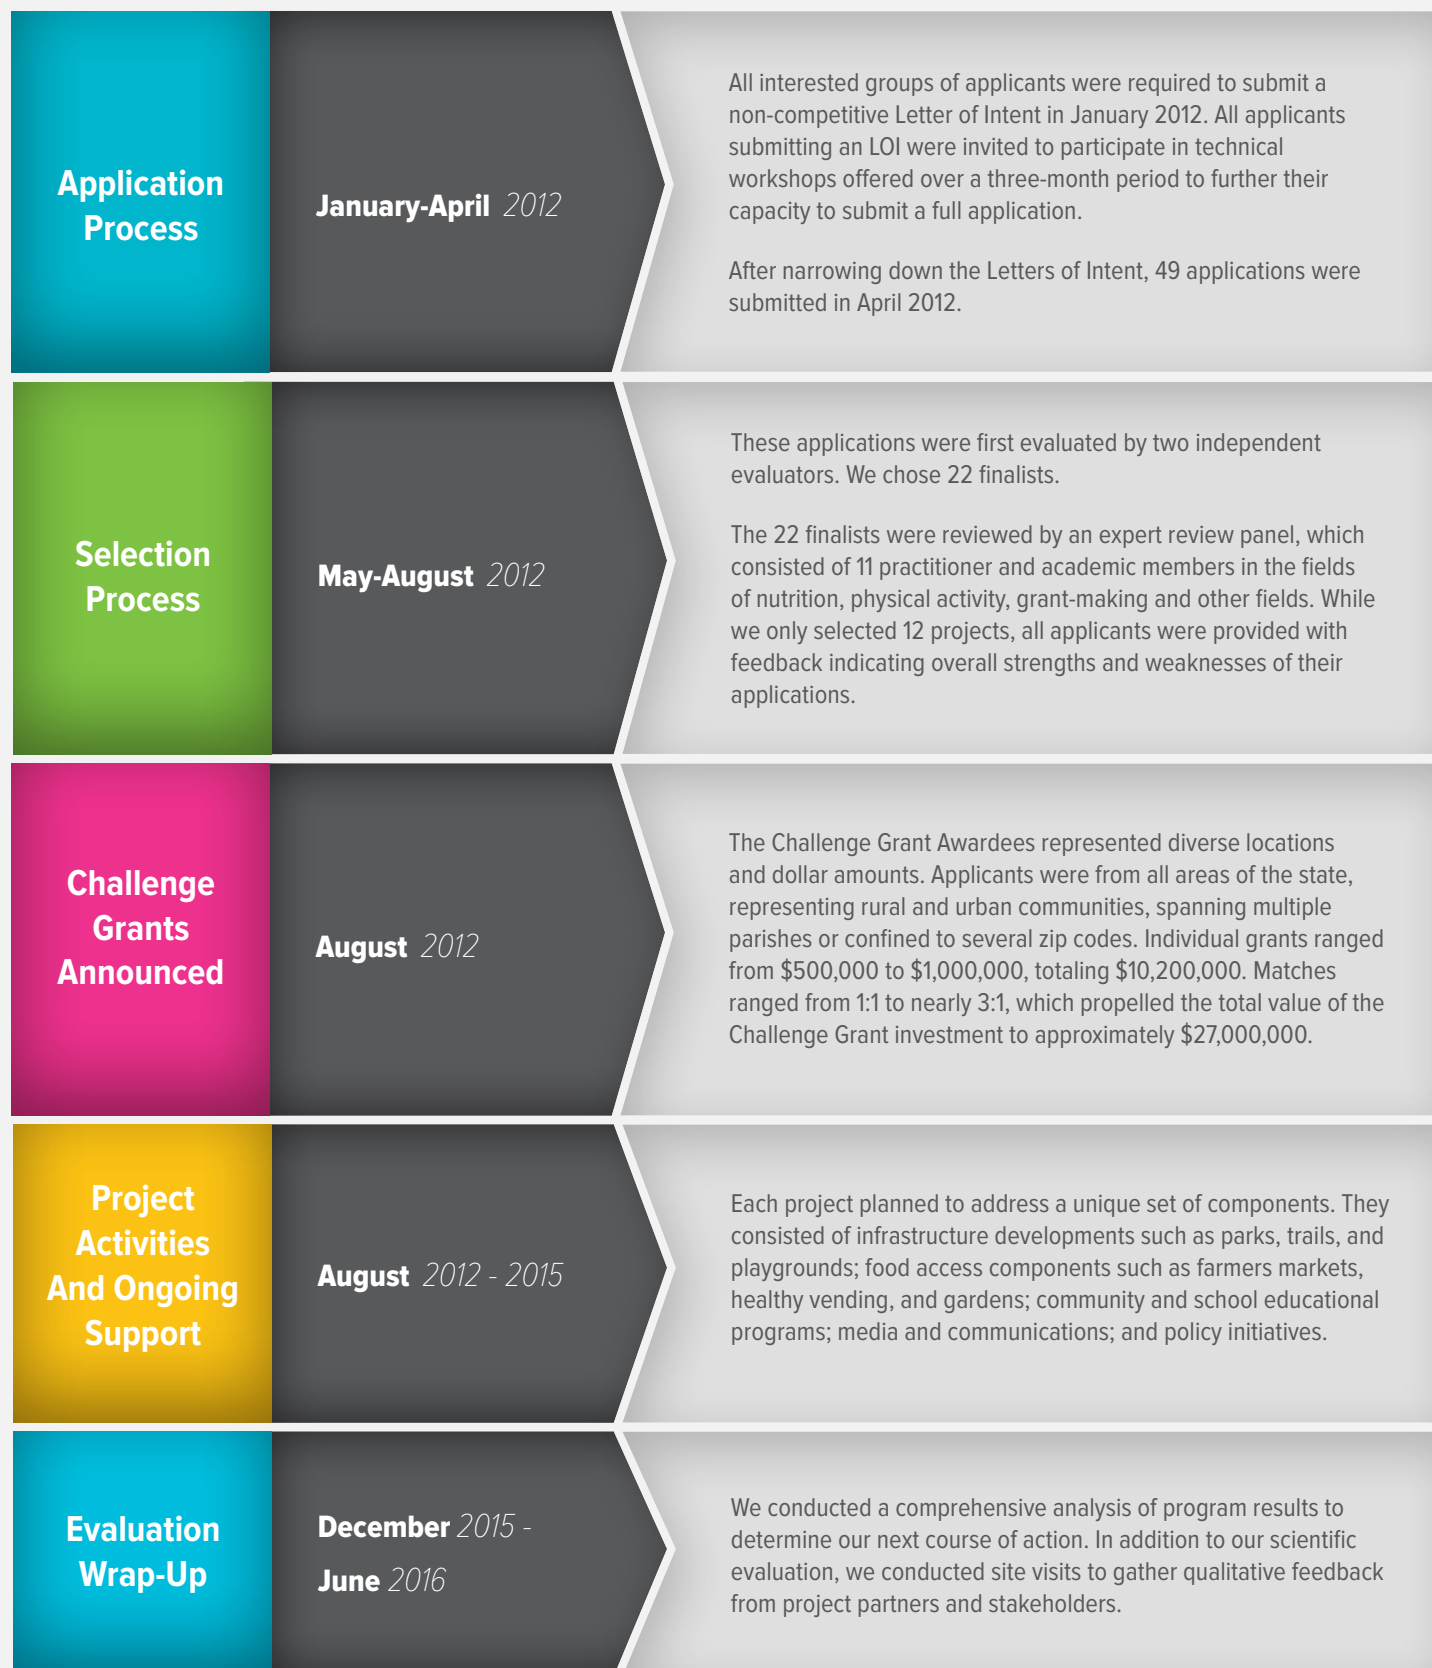 Application
Process
January-April 2012
All interested groups of applicants were required to submit a
non-competitive Letter of Intent in January 2012. All applicants
submitting an LOI were invited to participate in technical
workshops offered over a three-month period to further their
capacity to submit a full application.
After narrowing down the Letters of Intent, 49 applications were
submitted in April 2012.
Selection
Process
May-August 2012
These applications were first evaluated by two independent
evaluators. We chose 22 finalists.
The 22 finalists were reviewed by an expert review panel, which
consisted of 11 practitioner and academic members in the fields
of nutrition, physical activity, grant-making and other fields. While
we only selected 12 projects, all applicants were provided with
feedback indicating overall strengths and weaknesses of their
applications.
Challenge
Grants
Announced
August 2012
The Challenge Grant Awardees represented diverse locations
and dollar amounts. Applicants were from all areas of the state,
representing rural and urban communities, spanning multiple
parishes or confined to several zip codes. Individual grants ranged
from $500,000 to $1,000,000, totaling $10,200,000. Matches
ranged from 1:1 to nearly 3:1, which propelled the total value of the
Challenge Grant investment to approximately $27,000,000.
Project
Activities
And Ongoing
Support
August 2012 - 2015
Each project planned to address a unique set of components. They
consisted of infrastructure developments such as parks, trails, and
playgrounds; food access components such as farmers markets,
healthy vending, and gardens; community and school educational
programs; media and communications; and policy initiatives.
Evaluation
Wrap-Up
December 2015 -
June 2016
We conducted a comprehensive analysis of program results to
determine our next course of action. In addition to our scientific
evaluation, we conducted site visits to gather qualitative feedback
from project partners and stakeholders.